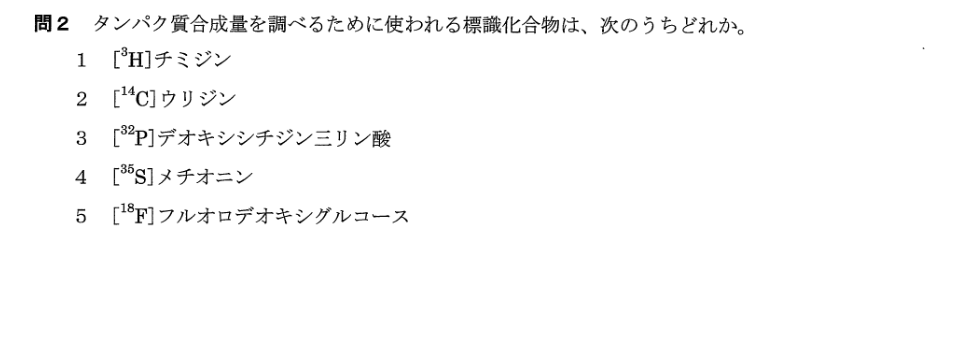 問2 タンパク質合成量を調べるために使われる標識化合物は、次のうちどれか。
1 [³H]チミジン
2 [¹⁴C]ウリジン
3 [³²P]デオキシシチジン三リン酸
4 [³⁵S]メチオニン
5 [¹⁸F]フルオロデオキシグルコース